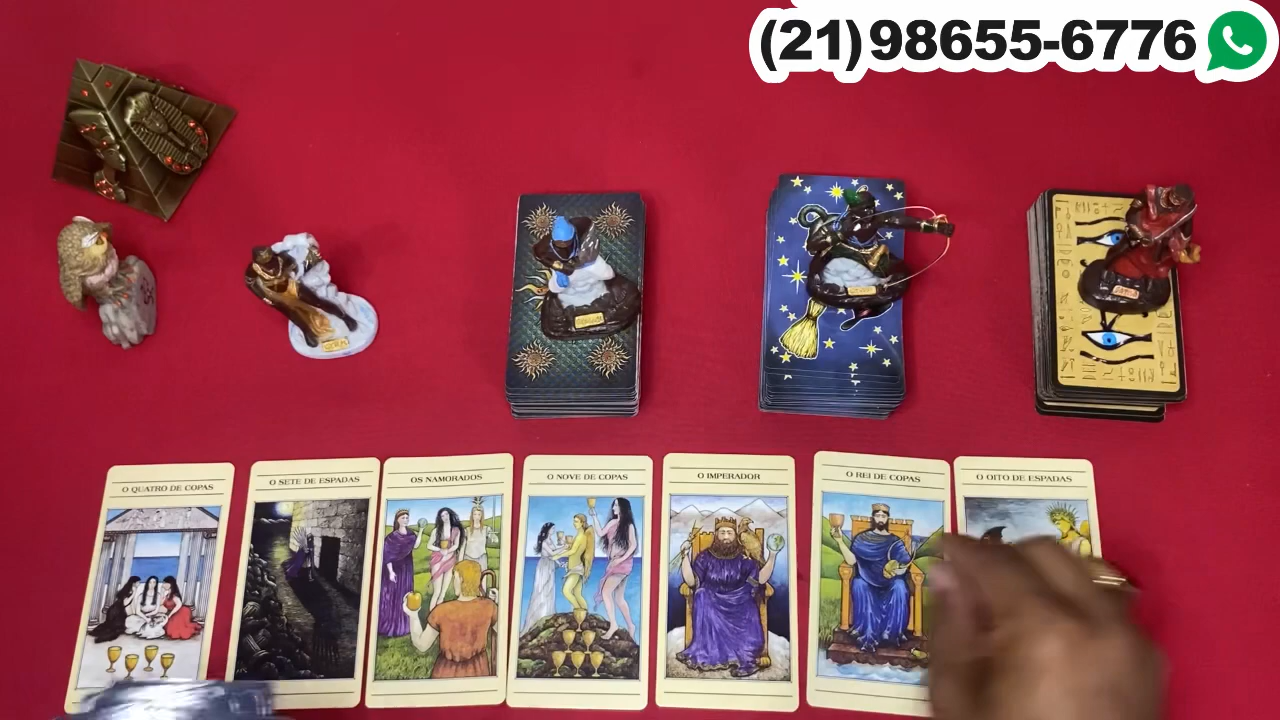 (21)98655-6776
O QUATRO DE COPAS
O SETE DE ESPADAS
OS NAMORADOS
O NOVE DE COPAS
O IMPERADOR
O REI DE COPAS
O OITO DE ESPADAS